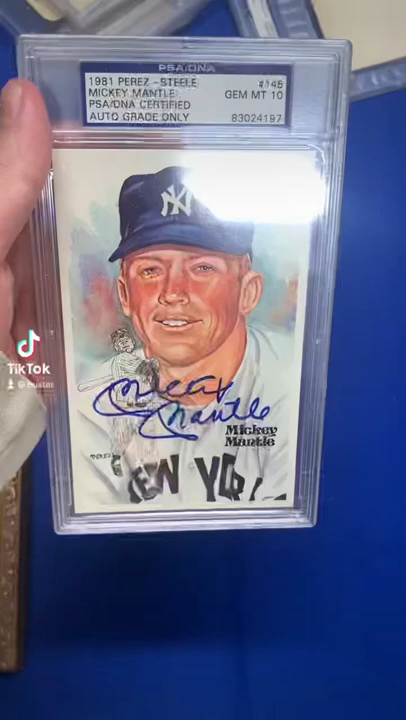 PSA/DNA
1981 PEREZ-STEELE #145
MICKEY MANTLE GEM MT 10
PSA/DNA CERTIFIED
AUTO GRADE ONLY 83024197
NY
TikTok
Mickey
Mantle
Mickey
Mantle
NEW YOR